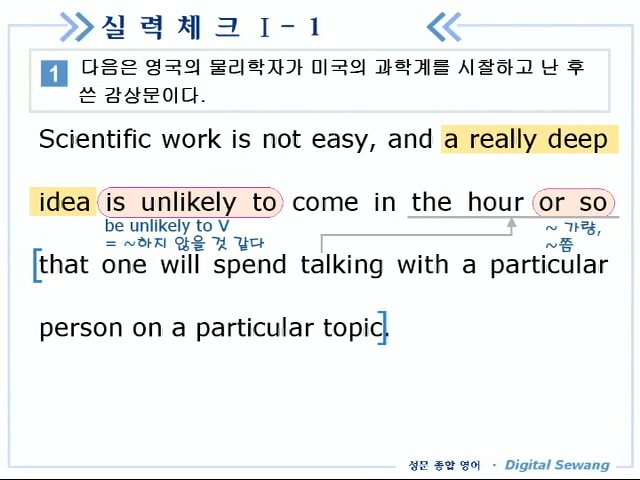 실 력 체 크 I - 1
1 다음은 영국의 물리학자가 미국의 과학계를 시찰하고 난 후
쓴 감상문이다.
Scientific work is not easy, and a really deep
idea is unlikely to come in the hour or so
be unlikely to V
= ~하지 않을 것 같다
~ 가량,
~쯤
[that one will spend talking with a particular
person on a particular topic].
정문 종합 영어 · Digital Sewang